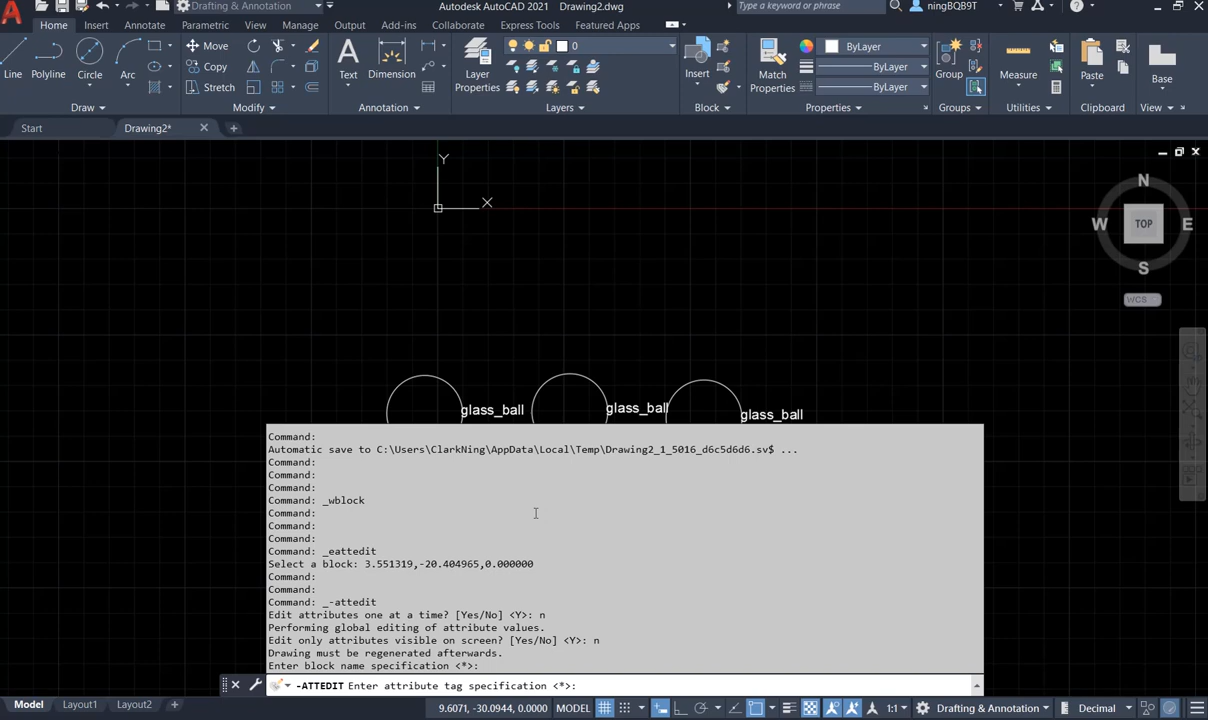 Autodesk AutoCAD 2021 Drawing2.dwg
Drafting & Annotation
Type a keyword or phrase
ningBQB9T
Home Insert Annotate Parametric View Manage Output Add-ins Collaborate Express Tools Featured Apps
Line Polyline Circle Arc
Move
Copy
Stretch
Text Dimension
Layer
Properties
0
Insert
Match
Properties
ByLayer
ByLayer
ByLayer
Group
Measure
Paste
Base
Draw Modify Annotation Layers Block Properties Groups Utilities Clipboard View
Start Drawing2*
Y
X
N
W TOP E
S
WCS
glass_ball glass_ball glass_ball
Command:
Automatic save to C:\Users\ClarkNing\AppData\Local\Temp\Drawing2_1_5016_d6c5d6d6.sv$ ...
Command:
Command:
Command:
Command: _wblock
Command:
Command:
Command:
Command: _eattedit
Select a block: 3.551319,-20.404965,0.000000
Command:
Command:
Command: _-attedit
Edit attributes one at a time? [Yes/No] <Y>: n
Performing global editing of attribute values.
Edit only attributes visible on screen? [Yes/No] <Y>: n
Drawing must be regenerated afterwards.
Enter block name specification <*>:
-ATTEDIT Enter attribute tag specification <*>:
Model Layout1 Layout2 9.6071, -30.0944, 0.0000 MODEL 1:1 Drafting & Annotation Decimal